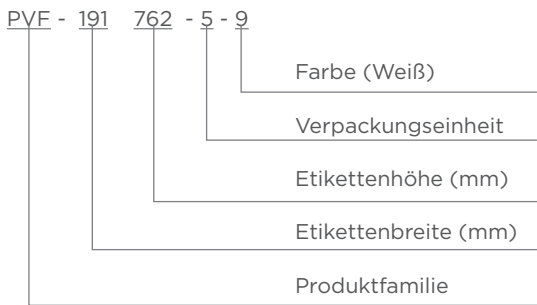 PVF - 191 762 - 5 - 9
Farbe (Weiß)
Verpackungseinheit
Etikettenhöhe (mm)
Etikettenbreite (mm)
Produktfamilie